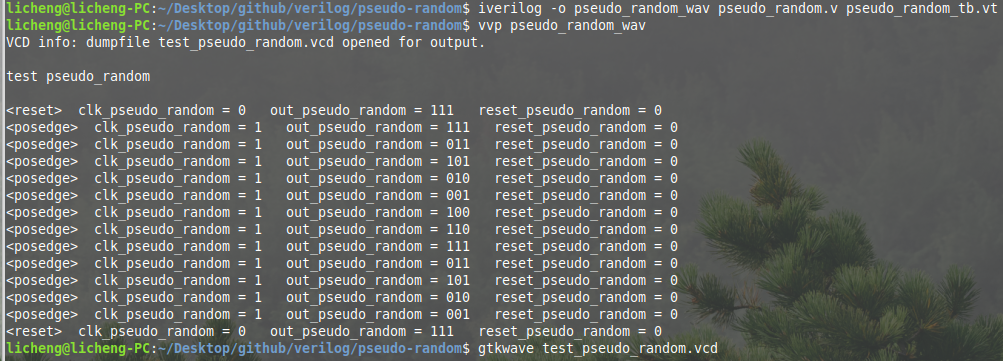 licheng@licheng-PC:~/Desktop/github/verilog/pseudo-random$ iverilog -o pseudo_random_wav pseudo_random.v pseudo_random_tb.vt
licheng@licheng-PC:~/Desktop/github/verilog/pseudo-random$ vvp pseudo_random_wav
VCD info: dumpfile test_pseudo_random.vcd opened for output.
test pseudo_random
<reset>  clk_pseudo_random = 0   out_pseudo_random = 111   reset_pseudo_random = 0
<posedge>  clk_pseudo_random = 1   out_pseudo_random = 111   reset_pseudo_random = 0
<posedge>  clk_pseudo_random = 1   out_pseudo_random = 011   reset_pseudo_random = 0
<posedge>  clk_pseudo_random = 1   out_pseudo_random = 101   reset_pseudo_random = 0
<posedge>  clk_pseudo_random = 1   out_pseudo_random = 010   reset_pseudo_random = 0
<posedge>  clk_pseudo_random = 1   out_pseudo_random = 001   reset_pseudo_random = 0
<posedge>  clk_pseudo_random = 1   out_pseudo_random = 100   reset_pseudo_random = 0
<posedge>  clk_pseudo_random = 1   out_pseudo_random = 110   reset_pseudo_random = 0
<posedge>  clk_pseudo_random = 1   out_pseudo_random = 111   reset_pseudo_random = 0
<posedge>  clk_pseudo_random = 1   out_pseudo_random = 011   reset_pseudo_random = 0
<posedge>  clk_pseudo_random = 1   out_pseudo_random = 101   reset_pseudo_random = 0
<posedge>  clk_pseudo_random = 1   out_pseudo_random = 010   reset_pseudo_random = 0
<posedge>  clk_pseudo_random = 1   out_pseudo_random = 001   reset_pseudo_random = 0
<reset>  clk_pseudo_random = 0   out_pseudo_random = 111   reset_pseudo_random = 0
licheng@licheng-PC:~/Desktop/github/verilog/pseudo-random$ gtkwave test_pseudo_random.vcd